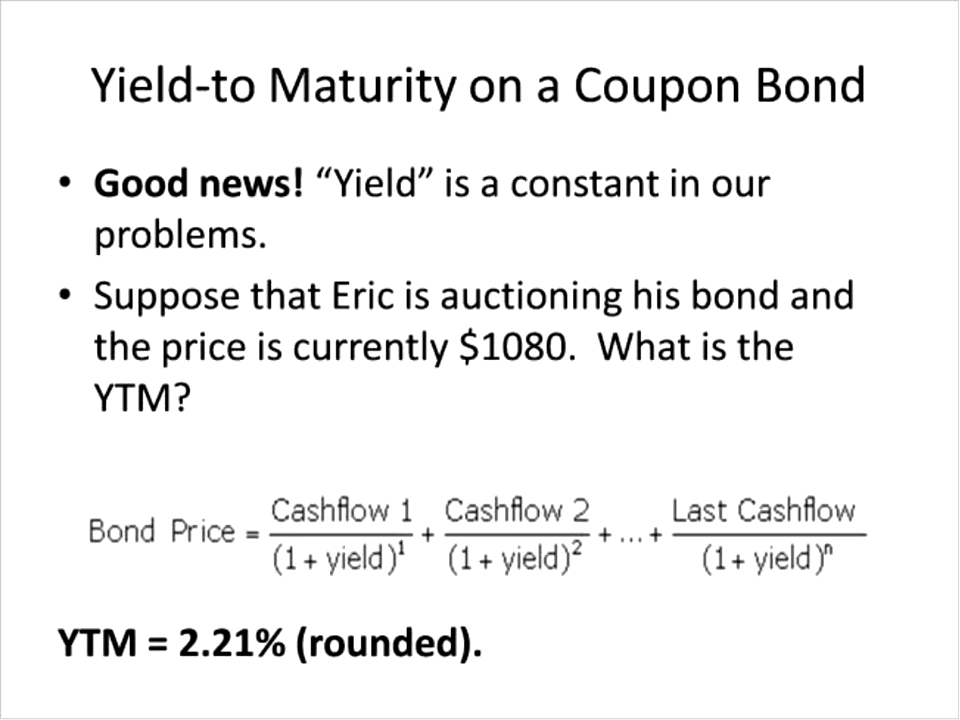 Yield-to Maturity on a Coupon Bond
• Good news! “Yield” is a constant in our
problems.
• Suppose that Eric is auctioning his bond and
the price is currently $1080.  What is the
YTM?
Bond Price = Cashflow 1 / (1 + yield)^1 + Cashflow 2 / (1 + yield)^2 + ... + Last Cashflow / (1 + yield)^n
YTM = 2.21% (rounded).